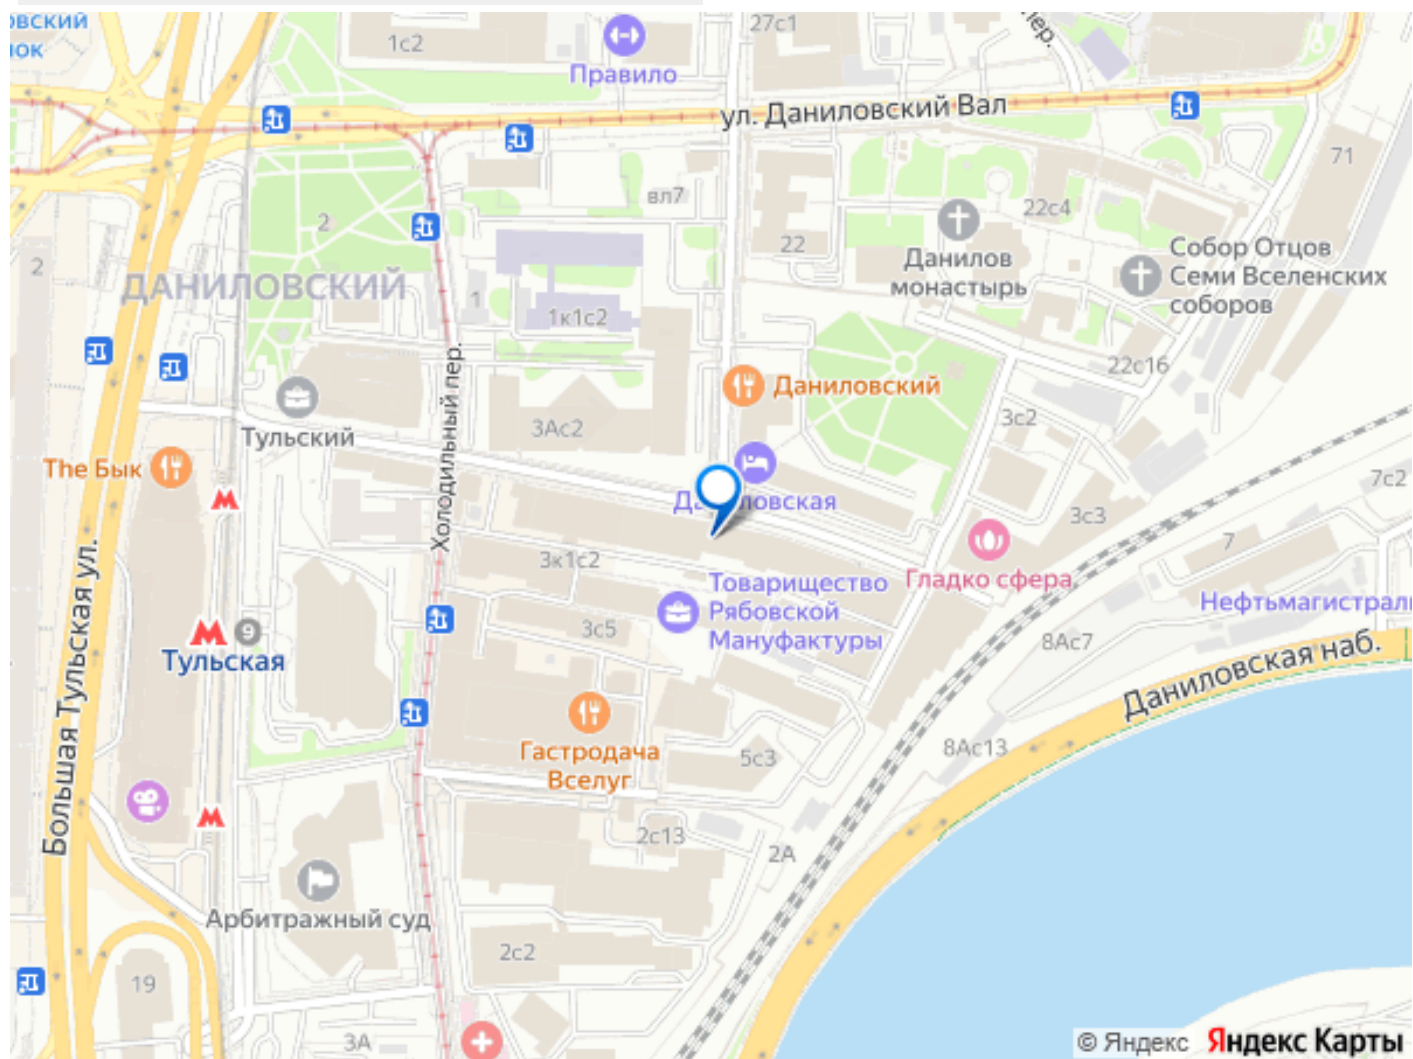 вский
ок
1с2
Правило
27с1
пер.
ул. Даниловский Вал
71
вл7
22
22с4
Данилов
монастырь
Собор Отцов
Семи Вселенских
соборов
2
2
ДАНИЛОВСКИЙ
1
1к1с2
22с16
Холодильный пер.
Даниловский
3с2
Тульский
3Ас2
The Бык
7с2
Даниловская
3с3
7
3к1с2
Гладко сфера
Товарищество
Рябовской
Мануфактуры
Нефтьмагистраль
3с5
9
Тульская
8Ас7
Большая Тульская ул.
Даниловская наб.
Гастродача
Вселуг
5с3
8Ас13
2с13
2А
Арбитражный суд
2с2
19
3А
© Яндекс Яндекс Карты